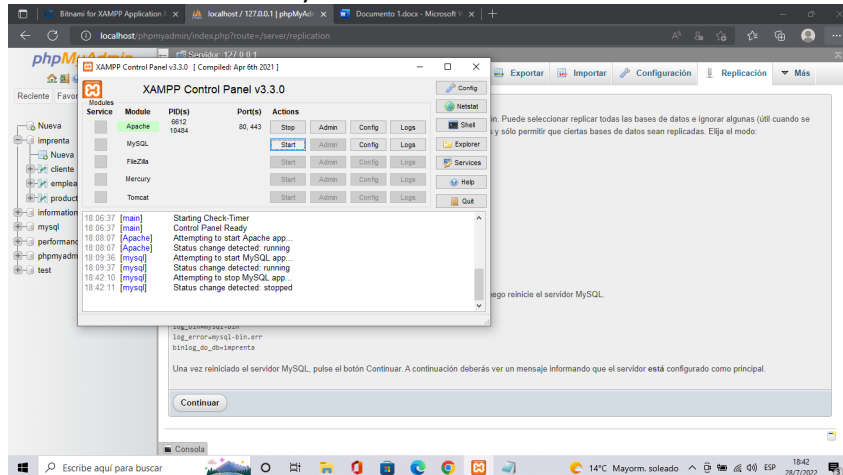 Bitnami for XAMPP Application
localhost / 127.0.0.1 | phpMyAdr
Documento 1.docx - Microsoft W
localhost/phpmyadmin/index.php?route=/server/replication
phpMyAdmin
Servidor: 127.0.0.1
Exportar
Importar
Configuración
Replicación
Más
Reciente
Favor
Nueva
imprenta
Nueva
cliente
emplea
product
information
mysql
performanc
phpmyadm
test
XAMPP Control Panel v3.3.0 [ Compiled: Apr 6th 2021 ]
XAMPP Control Panel v3.3.0
Config
Modules
Service Module PID(s) Port(s) Actions
Netstat
Apache 6612 10484 80, 443 Stop Admin Config Logs
Shell
MySQL Start Admin Config Logs
Explorer
FileZilla Start Admin Config Logs
Services
Mercury Start Admin Config Logs
Help
Tomcat Start Admin Config Logs
Quit
18:06:37 [main] Starting Check-Timer
18:06:37 [main] Control Panel Ready
18:08:07 [Apache] Attempting to start Apache app...
18:08:07 [Apache] Status change detected: running
18:09:36 [mysql] Attempting to start MySQL app...
18:09:37 [mysql] Status change detected: running
18:42:10 [mysql] Attempting to stop MySQL app...
18:42:11 [mysql] Status change detected: stopped
n. Puede seleccionar replicar todas las bases de datos e ignorar algunas (útil cuando se
s y sólo permitir que ciertas bases de datos sean replicadas. Elija el modo:
ego reinicie el servidor MySQL.
log_bin=mysql-bin
log_error=mysql-bin.err
binlog_do_db=imprenta
Una vez reiniciado el servidor MySQL, pulse el botón Continuar. A continuación deberás ver un mensaje informando que el servidor está configurado como principal.
Continuar
Consola
Escribe aquí para buscar
14°C Mayorm. soleado
ESP
18:42
28/7/2022